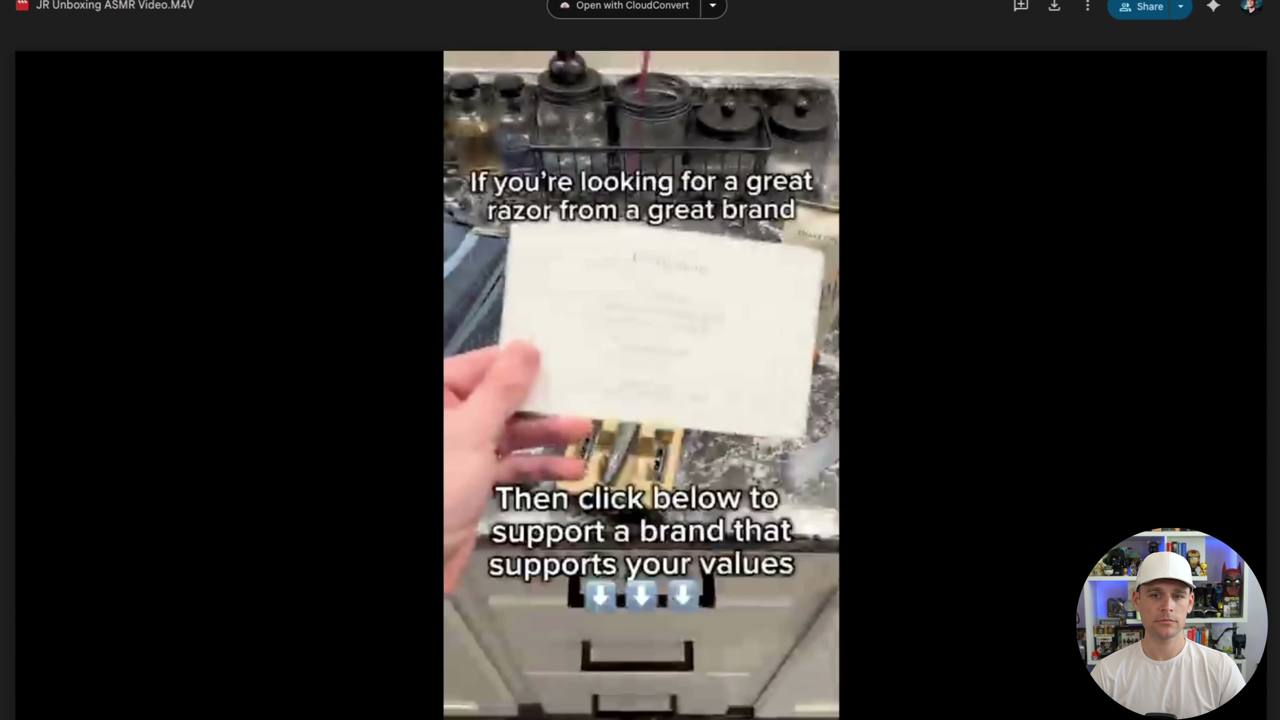 JR Unboxing ASMR Video.M4V
Open with CloudConvert
Share
If you're looking for a great
razor from a great brand
Then click below to
support a brand that
supports your values